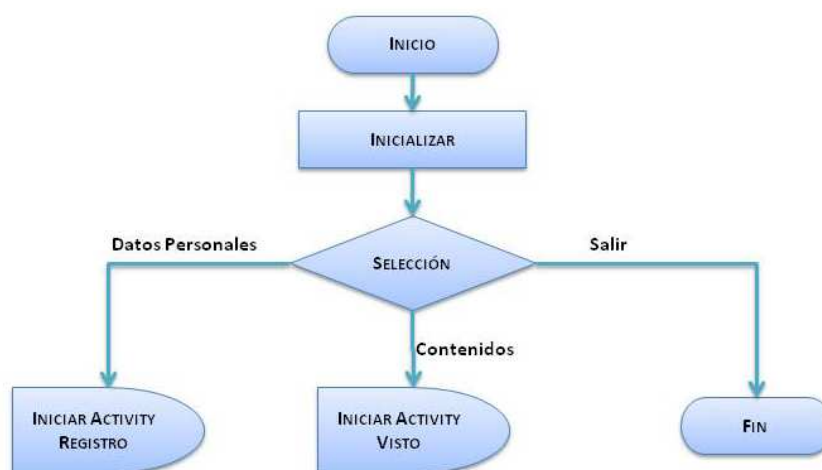 INICIO
INICIALIZAR
Datos Personales
Salir
SELECCIÓN
Contenidos
INICIAR ACTIVITY
REGISTRO
INICIAR ACTIVITY
VISTO
FIN